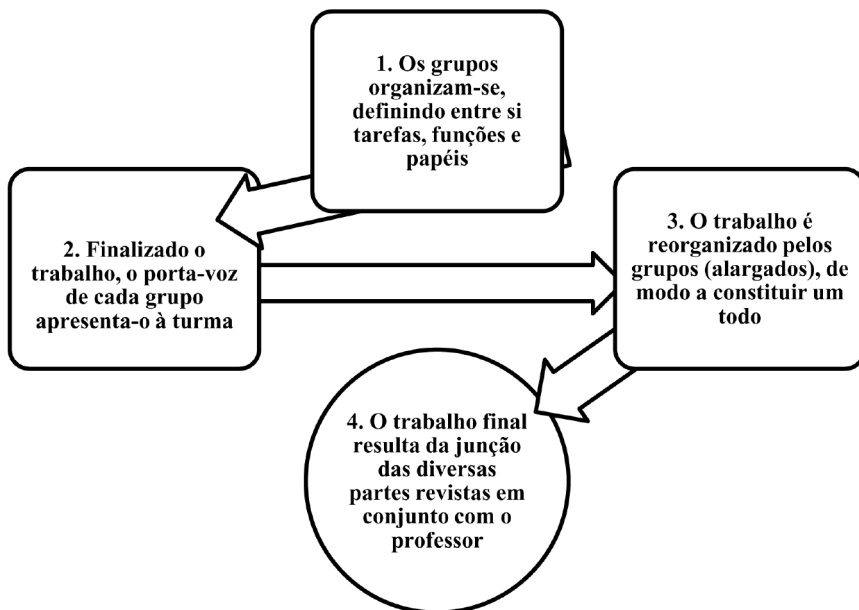 1. Os grupos
organizam-se,
definindo entre si
tarefas, funções e
papéis
2. Finalizado o
trabalho, o porta-voz
de cada grupo
apresenta-o à turma
3. O trabalho é
reorganizado pelos
grupos (alargados), de
modo a constituir um
todo
4. O trabalho final
resulta da junção
das diversas
partes revistas em
conjunto com o
professor